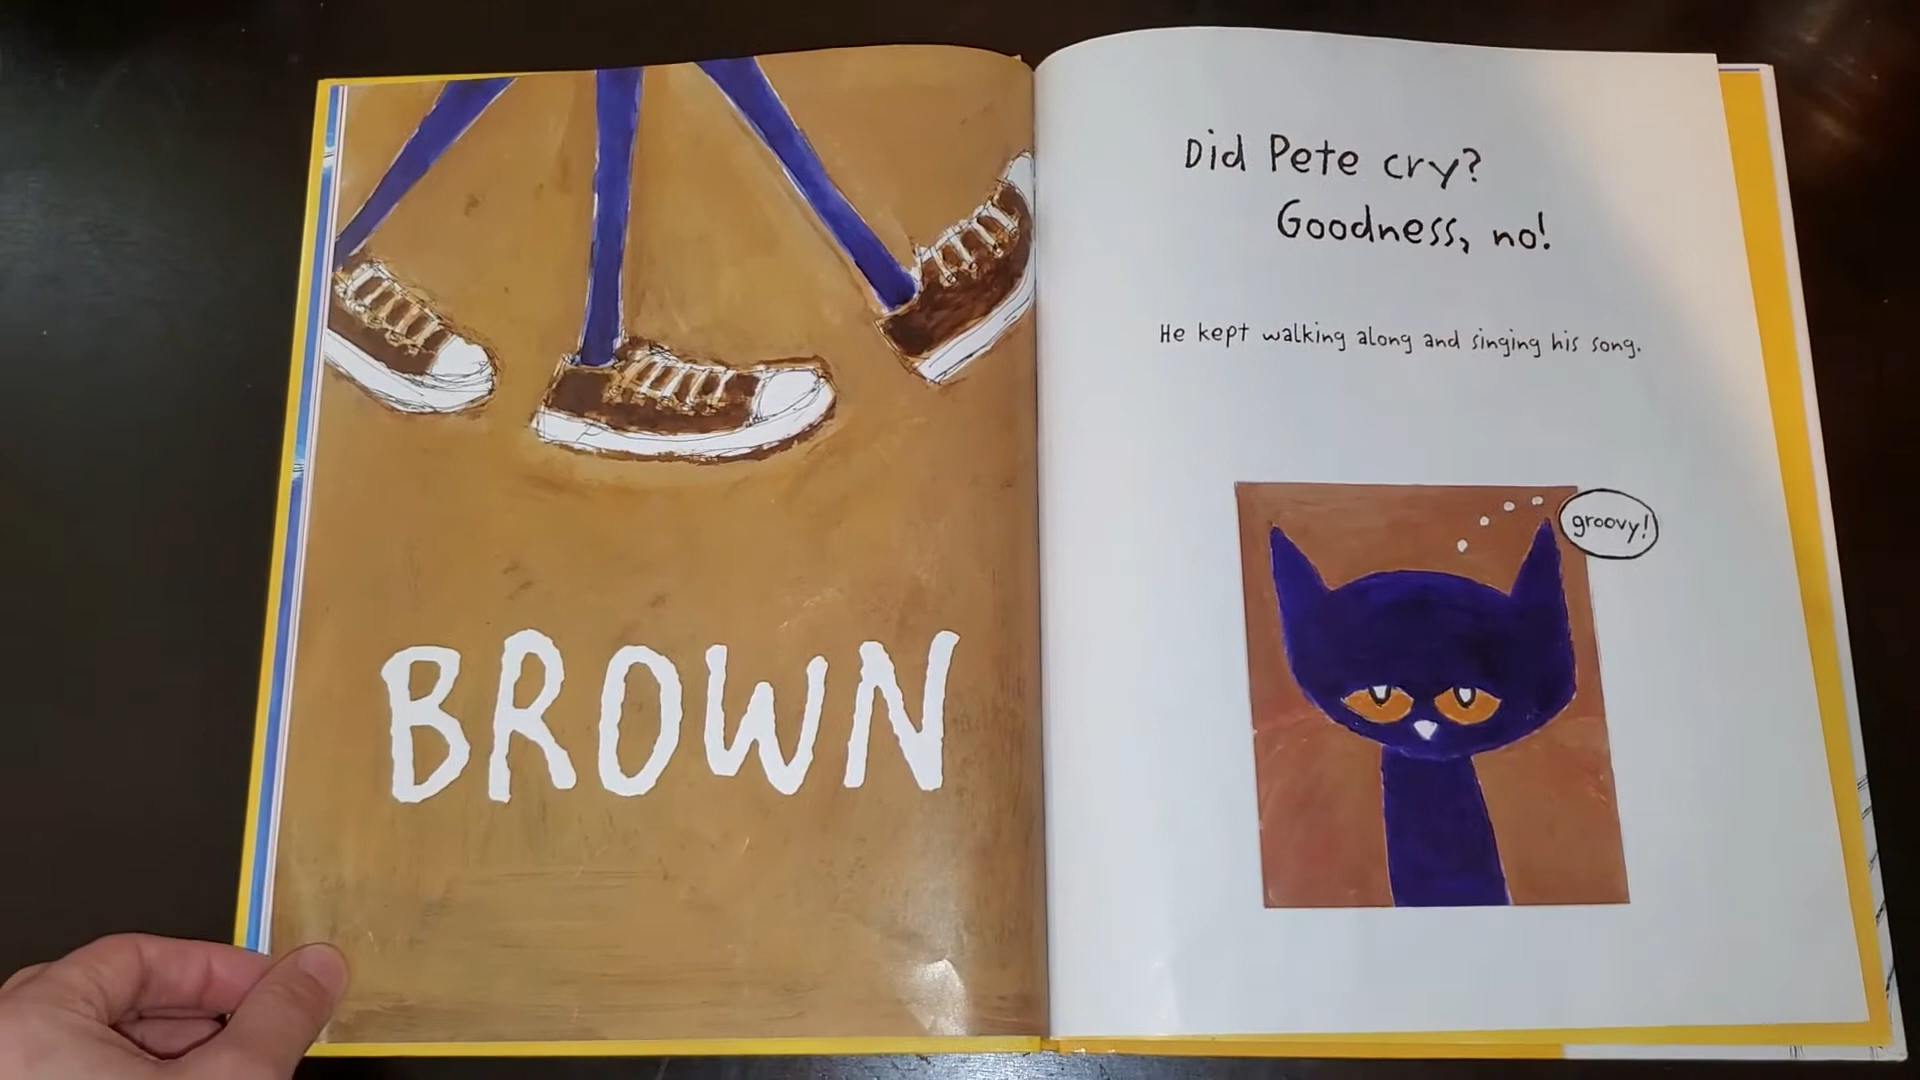 BROWN
Did Pete cry?
Goodness, no!
He kept walking along and singing his song.
groovy!